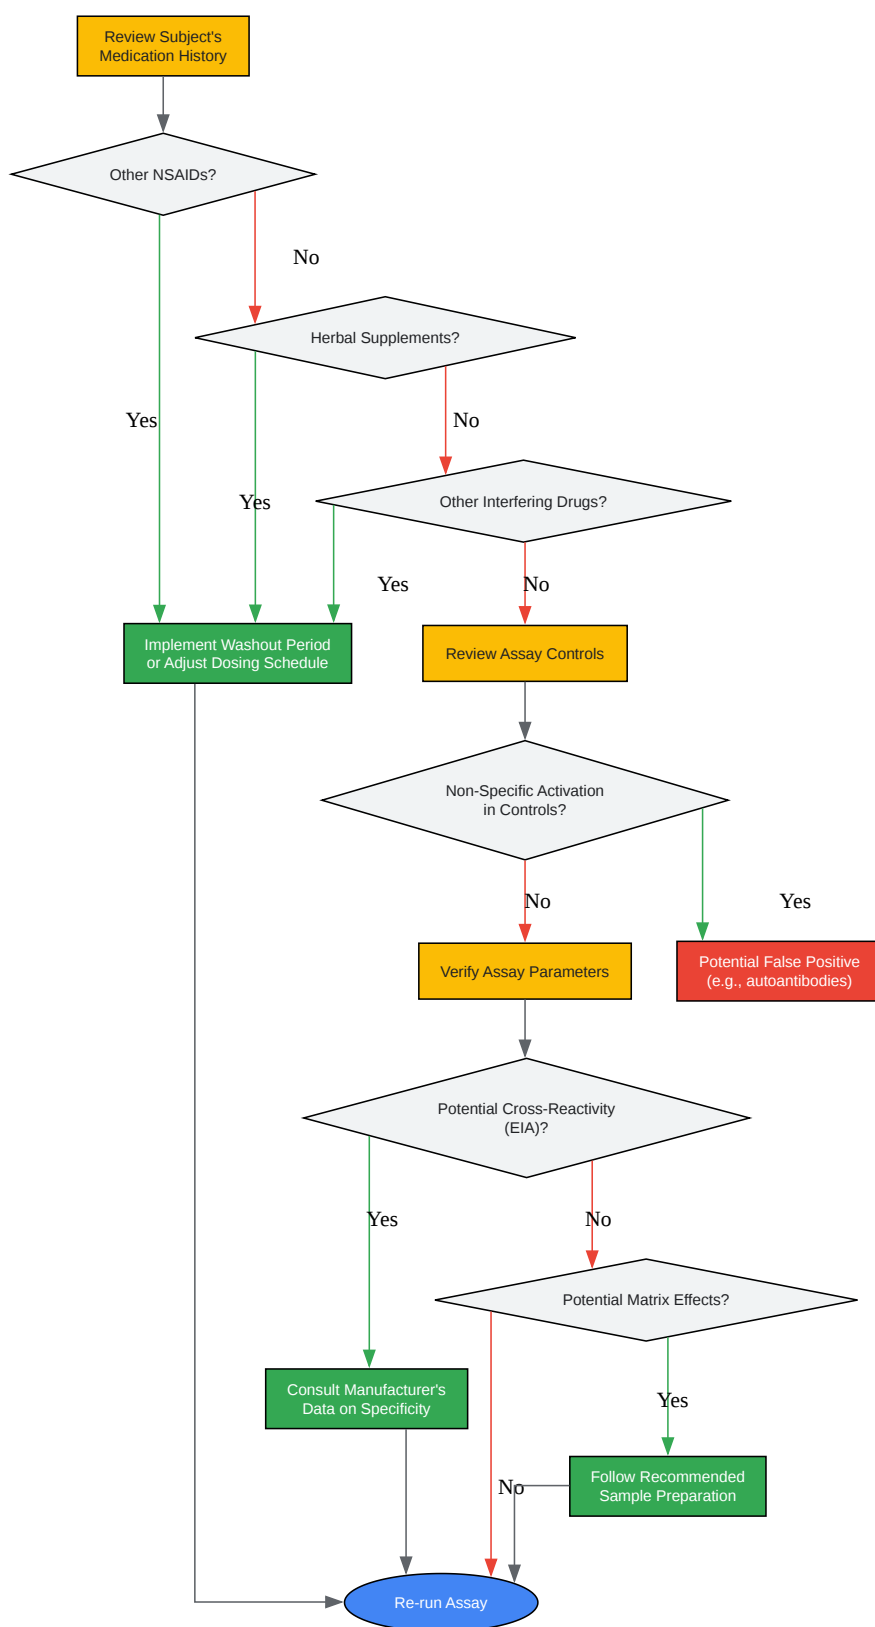 Review Subject's
Medication History
Other NSAIDs?
No
Herbal Supplements?
Yes
No
Yes
Other Interfering Drugs?
Yes
No
Implement Washout Period
or Adjust Dosing Schedule
Review Assay Controls
Non-Specific Activation
in Controls?
No
Yes
Verify Assay Parameters
Potential False Positive
(e.g., autoantibodies)
Potential Cross-Reactivity
(EIA)?
Yes
No
Potential Matrix Effects?
Consult Manufacturer's
Data on Specificity
Yes
Follow Recommended
Sample Preparation
No
Re-run Assay